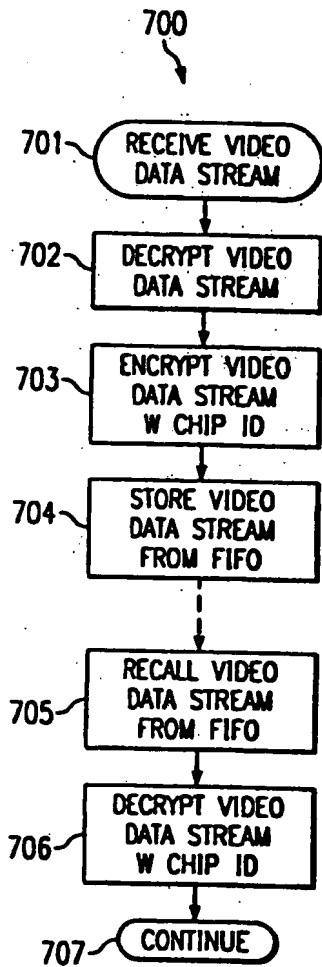 700
701
RECEIVE VIDEO
DATA STREAM
702
DECRYPT VIDEO
DATA STREAM
703
ENCRYPT VIDEO
DATA STREAM
W CHIP ID
704
STORE VIDEO
DATA STREAM
FROM FIFO
705
RECALL VIDEO
DATA STREAM
FROM FIFO
706
DECRYPT VIDEO
DATA STREAM
W CHIP ID
707
CONTINUE